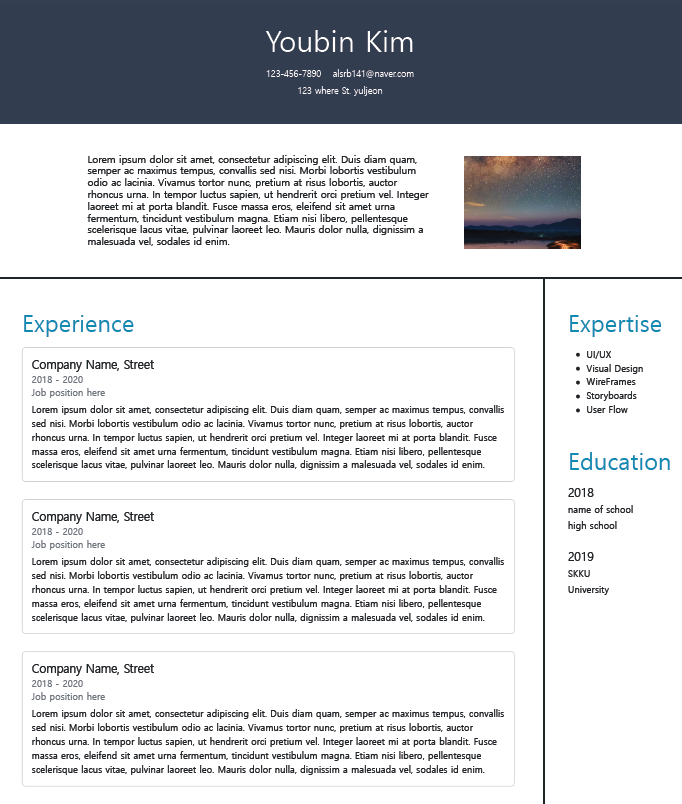 Youbin Kim
123-456-7890 alsrb141@naver.com
123 where St. yuljeon
Lorem ipsum dolor sit amet, consectetur adipiscing elit. Duis diam quam,
semper ac maximus tempus, convallis sed nisi. Morbi lobortis vestibulum
odio ac lacinia. Vivamus tortor nunc, pretium at risus lobortis, auctor
rhoncus urna. In tempor luctus sapien, ut hendrerit orci pretium vel. Integer
laoreet mi at porta blandit. Fusce massa eros, eleifend sit amet urna
fermentum, tincidunt vestibulum magna. Etiam nisi libero, pellentesque
scelerisque lacus vitae, pulvinar laoreet leo. Mauris dolor nulla, dignissim a
malesuada vel, sodales id enim.
Experience
Company Name, Street
2018 - 2020
Job position here
Lorem ipsum dolor sit amet, consectetur adipiscing elit. Duis diam quam, semper ac maximus tempus, convallis
sed nisi. Morbi lobortis vestibulum odio ac lacinia. Vivamus tortor nunc, pretium at risus lobortis, auctor
rhoncus urna. In tempor luctus sapien, ut hendrerit orci pretium vel. Integer laoreet mi at porta blandit. Fusce
massa eros, eleifend sit amet urna fermentum, tincidunt vestibulum magna. Etiam nisi libero, pellentesque
scelerisque lacus vitae, pulvinar laoreet leo. Mauris dolor nulla, dignissim a malesuada vel, sodales id enim.
Company Name, Street
2018 - 2020
Job position here
Lorem ipsum dolor sit amet, consectetur adipiscing elit. Duis diam quam, semper ac maximus tempus, convallis
sed nisi. Morbi lobortis vestibulum odio ac lacinia. Vivamus tortor nunc, pretium at risus lobortis, auctor
rhoncus urna. In tempor luctus sapien, ut hendrerit orci pretium vel. Integer laoreet mi at porta blandit. Fusce
massa eros, eleifend sit amet urna fermentum, tincidunt vestibulum magna. Etiam nisi libero, pellentesque
scelerisque lacus vitae, pulvinar laoreet leo. Mauris dolor nulla, dignissim a malesuada vel, sodales id enim.
Company Name, Street
2018 - 2020
Job position here
Lorem ipsum dolor sit amet, consectetur adipiscing elit. Duis diam quam, semper ac maximus tempus, convallis
sed nisi. Morbi lobortis vestibulum odio ac lacinia. Vivamus tortor nunc, pretium at risus lobortis, auctor
rhoncus urna. In tempor luctus sapien, ut hendrerit orci pretium vel. Integer laoreet mi at porta blandit. Fusce
massa eros, eleifend sit amet urna fermentum, tincidunt vestibulum magna. Etiam nisi libero, pellentesque
scelerisque lacus vitae, pulvinar laoreet leo. Mauris dolor nulla, dignissim a malesuada vel, sodales id enim.
Expertise
• UI/UX
• Visual Design
• WireFrames
• Storyboards
• User Flow
Education
2018
name of school
high school
2019
SKKU
University